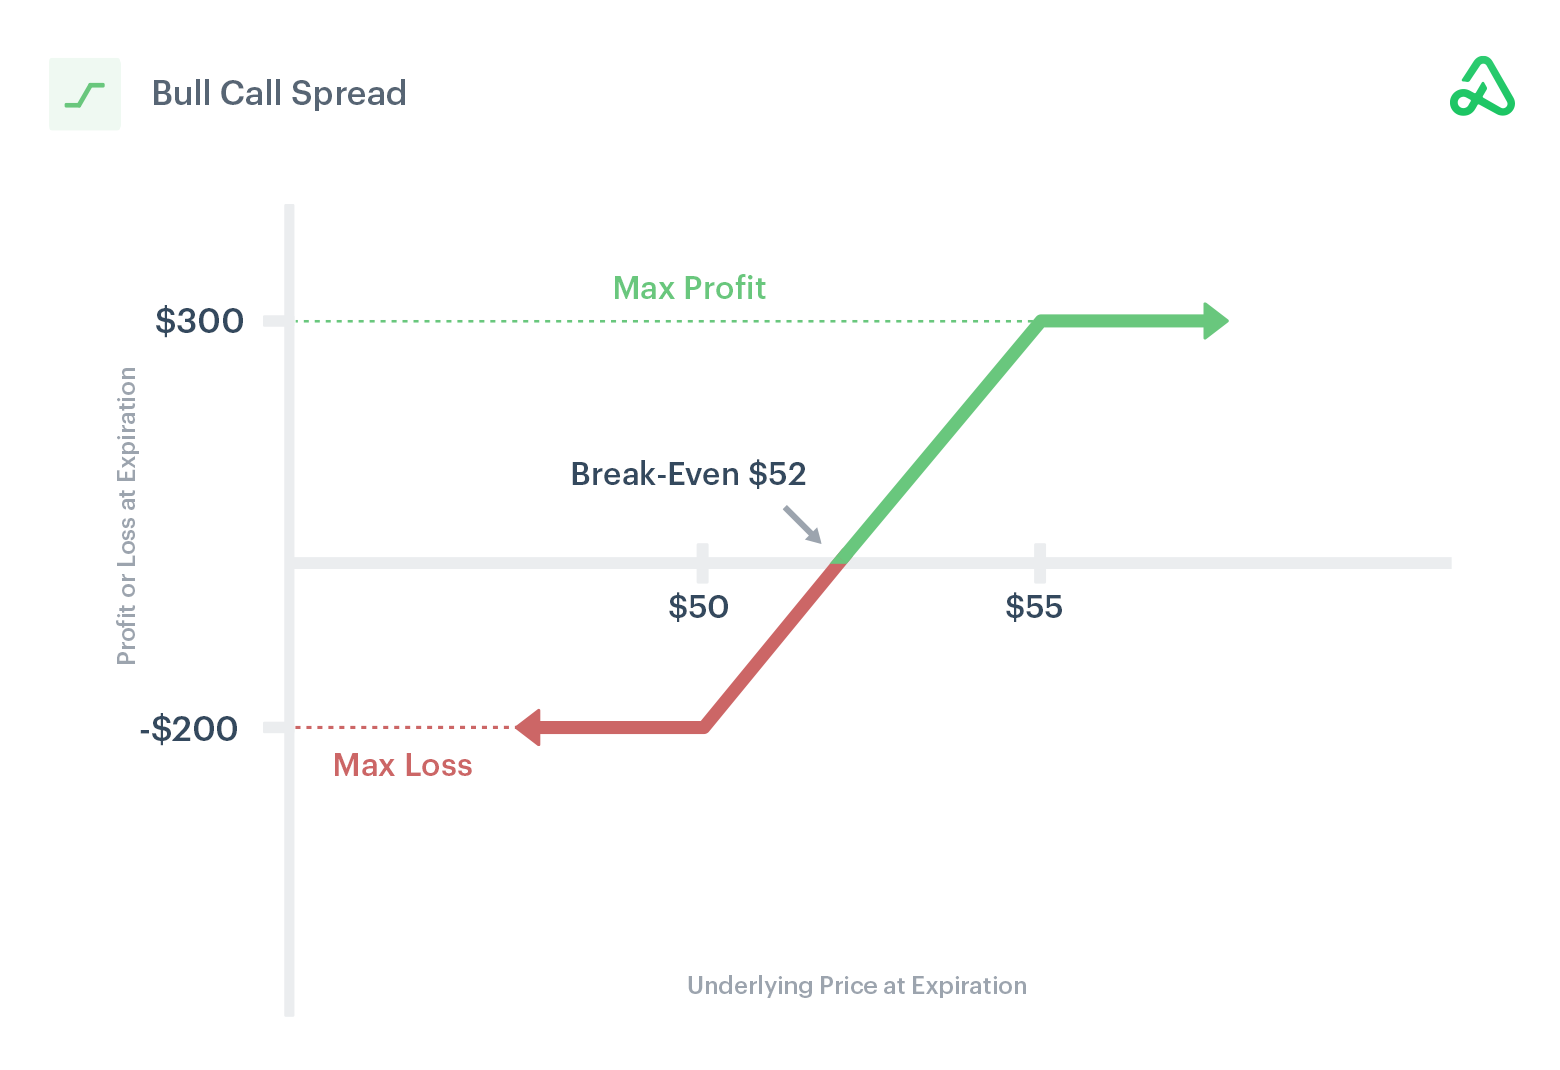 Bull Call Spread
Max Profit
$300
Profit or Loss at Expiration
Break-Even $52
$50
$55
-$200
Max Loss
Underlying Price at Expiration